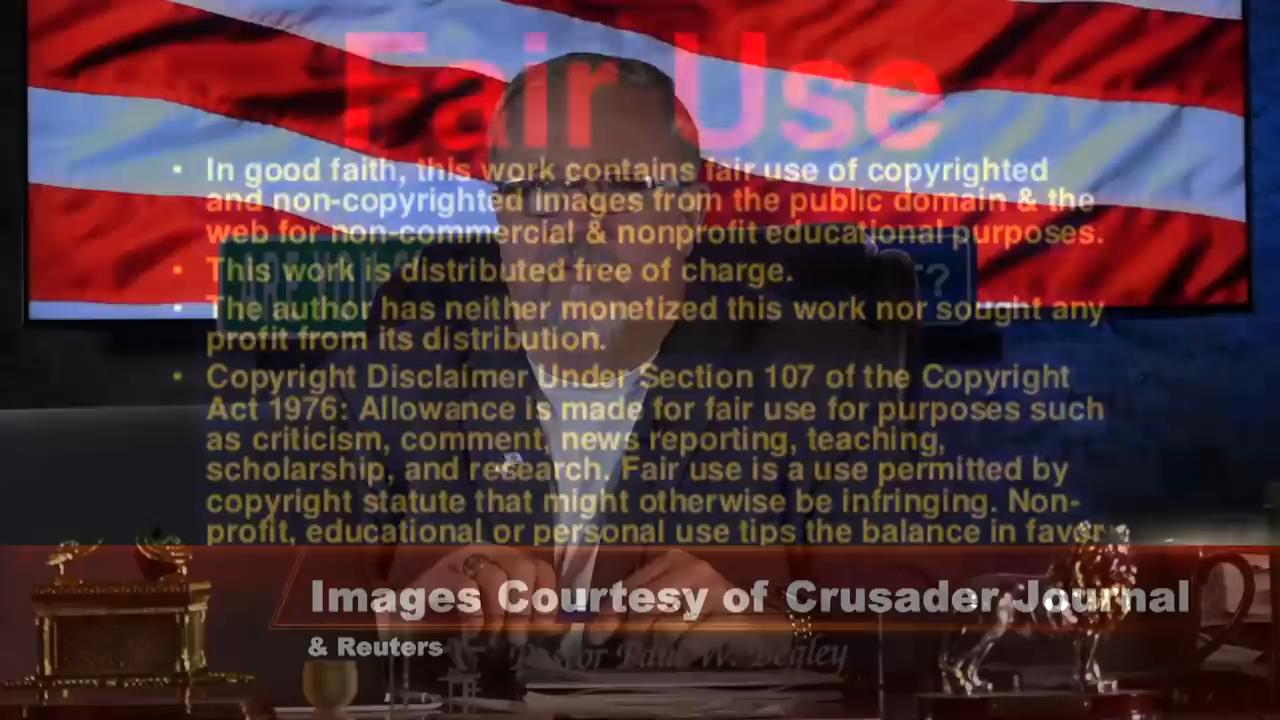 Fair Use
• In good faith, this work contains fair use of copyrighted
and non-copyrighted images from the public domain & the
web for non-commercial & nonprofit educational purposes.
• This work is distributed free of charge.
• The author has neither monetized this work nor sought any
profit from its distribution.
• Copyright Disclaimer Under Section 107 of the Copyright
Act 1976: Allowance is made for fair use for purposes such
as criticism, comment, news reporting, teaching,
scholarship, and research. Fair use is a use permitted by
copyright statute that might otherwise be infringing. Non-
profit, educational or personal use tips the balance in favor
Images Courtesy of Crusader Journal
& Reuters
Pastor Paul W. Begley